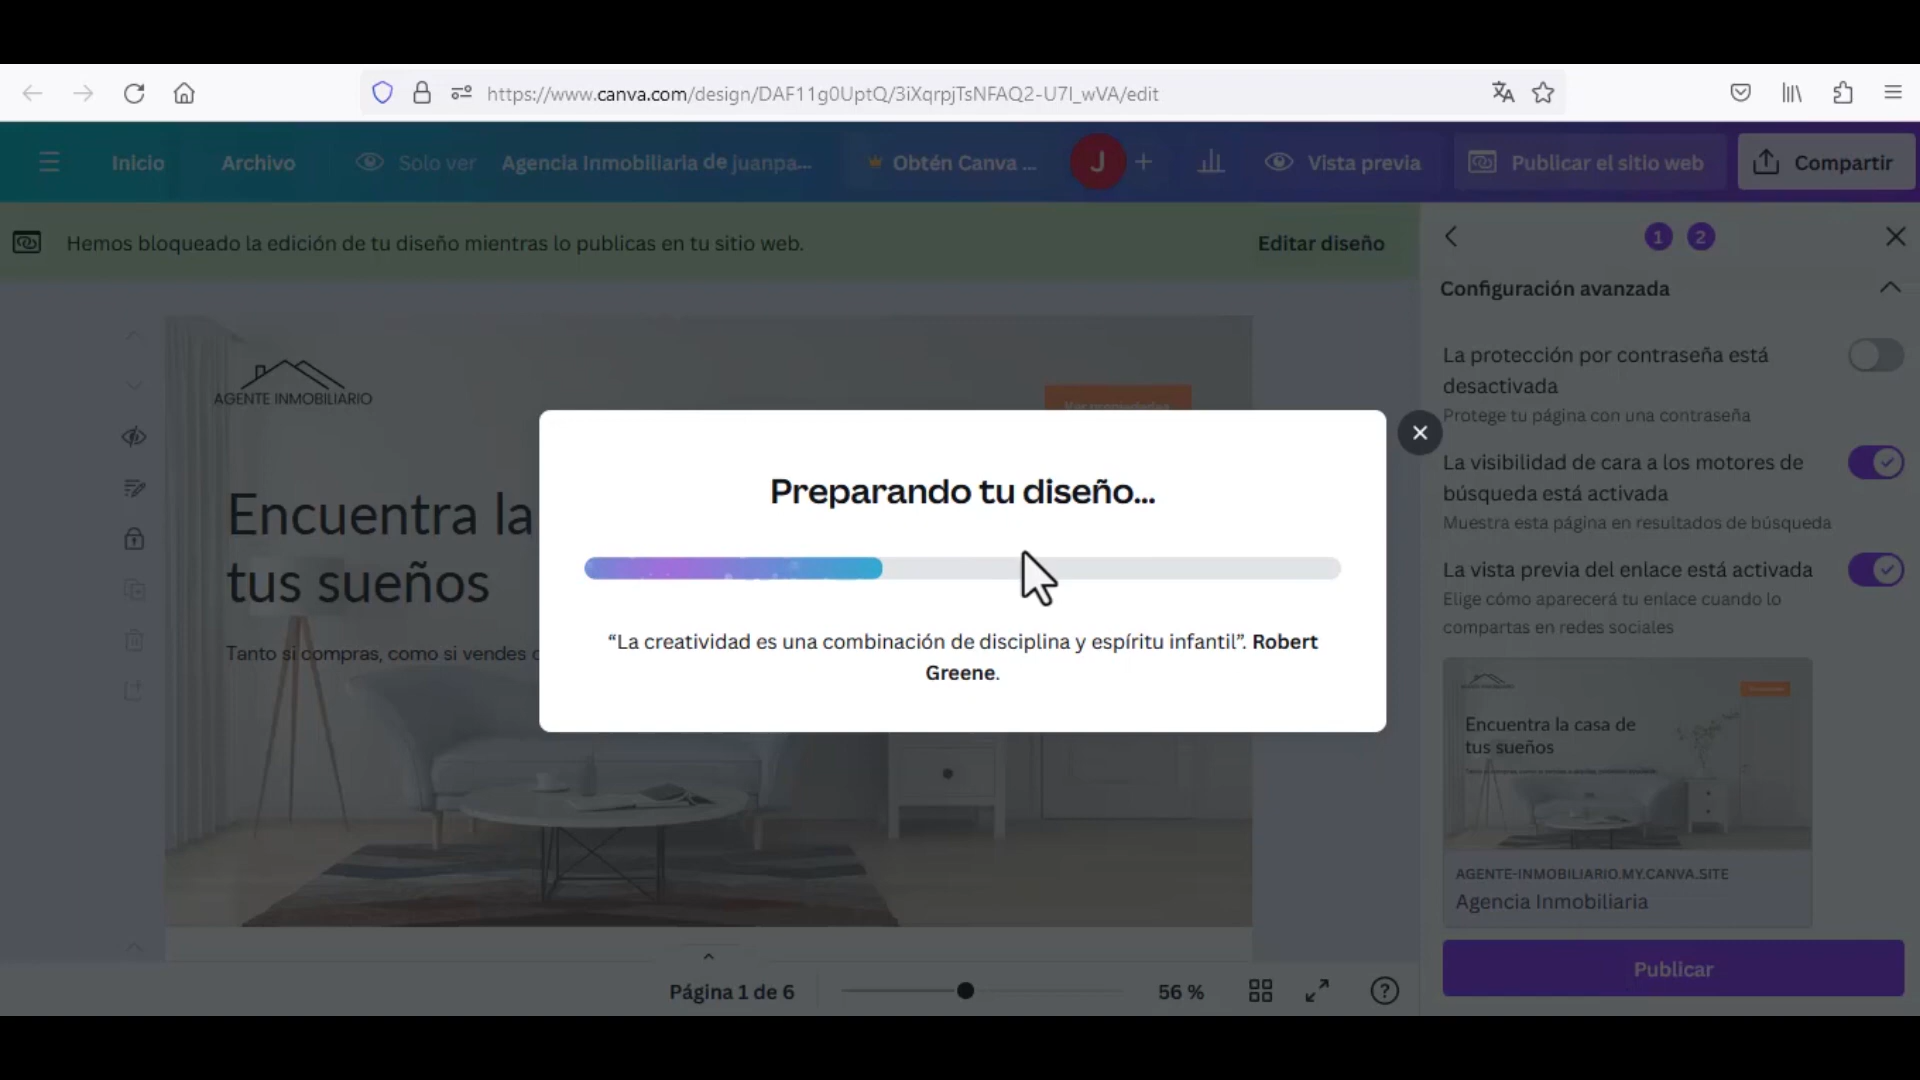 https://www.canva.com/design/DAF11g0UptQ/3iXqrpjTsNFAQ2-U7I_wVA/edit
Inicio
Archivo
Solo ver
Agencia Inmobiliaria de juanpa...
Obtén Canva ...
J
Vista previa
Publicar el sitio web
Compartir
Hemos bloqueado la edición de tu diseño mientras lo publicas en tu sitio web.
Editar diseño
1 2
Configuración avanzada
La protección por contraseña está
desactivada
Protege tu página con una contraseña
La visibilidad de cara a los motores de
búsqueda está activada
Muestra esta página en resultados de búsqueda
La vista previa del enlace está activada
Elige cómo aparecerá tu enlace cuando lo
compartas en redes sociales
AGENTE INMOBILIARIO
Encuentra la
tus sueños
Tanto si compras, como si vendes
Preparando tu diseño...
“La creatividad es una combinación de disciplina y espíritu infantil”. Robert
Greene.
Encuentra la casa de
tus sueños
AGENTE-INMOBILIARIO.MY.CANVA.SITE
Agencia Inmobiliaria
Publicar
Página 1 de 6
56 %